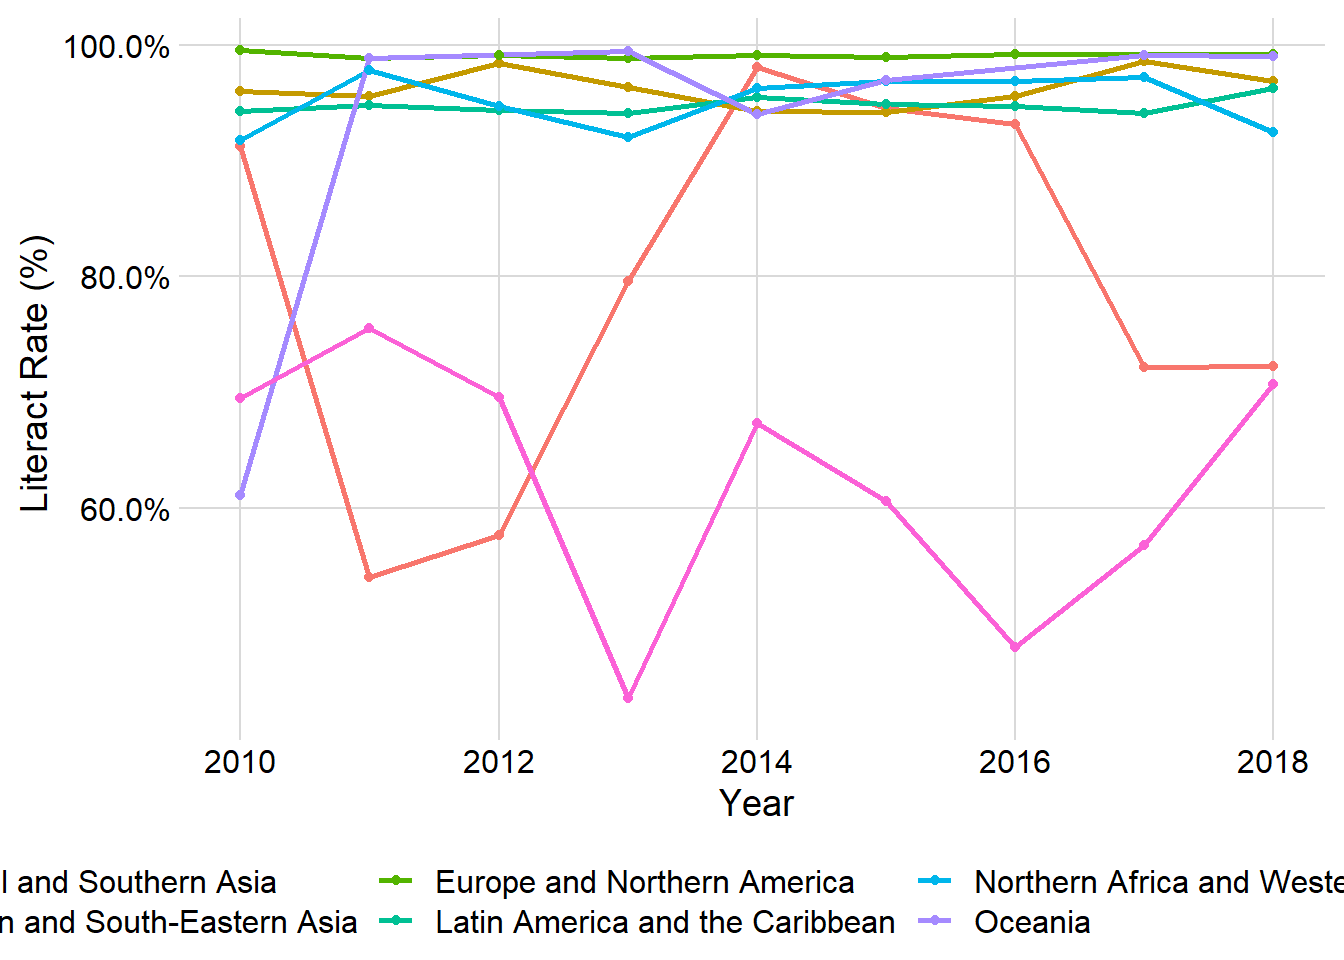 100.0%
80.0%
60.0%
Literact Rate (%)
2010 2012 2014 2016 2018
Year
l and Southern Asia Europe and Northern America Northern Africa and Weste
n and South-Eastern Asia Latin America and the Caribbean Oceania